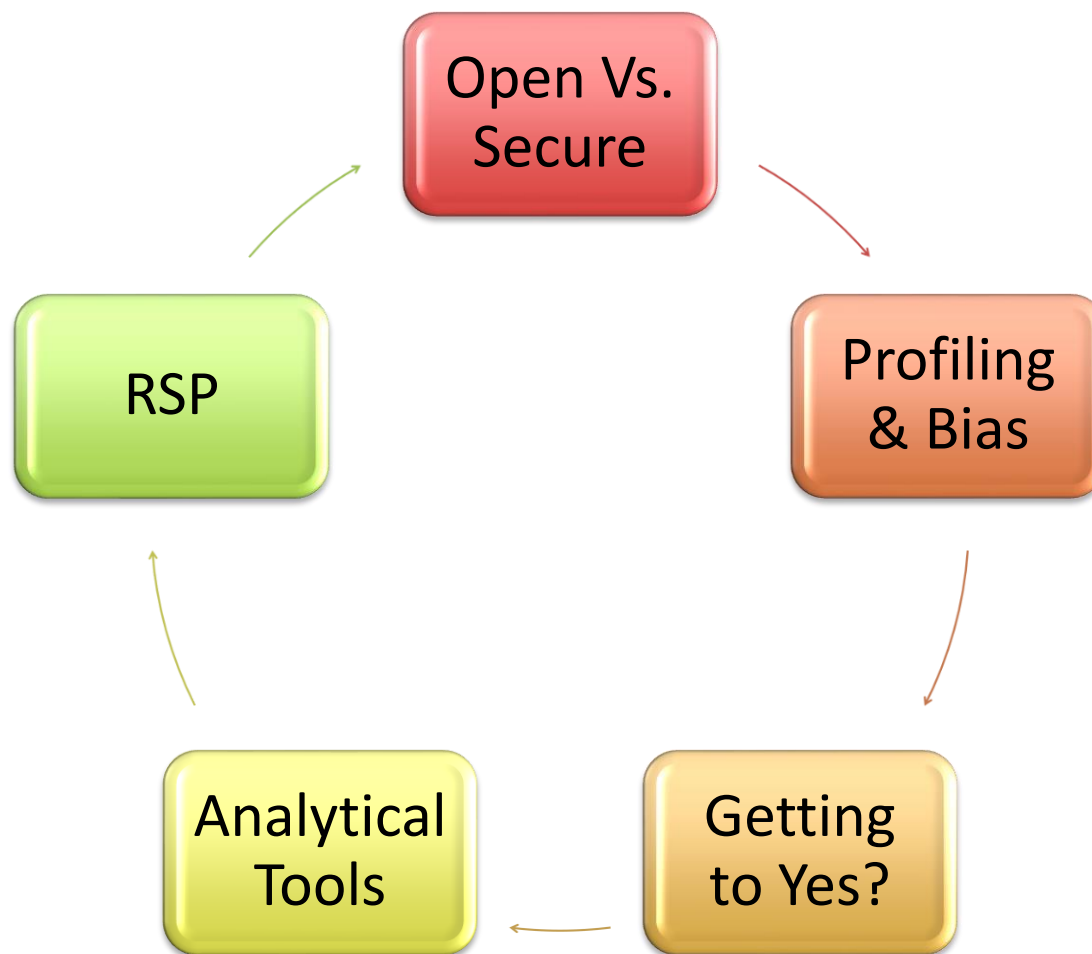 Open Vs.
Secure
Profiling
& Bias
Getting
to Yes?
Analytical
Tools
RSP